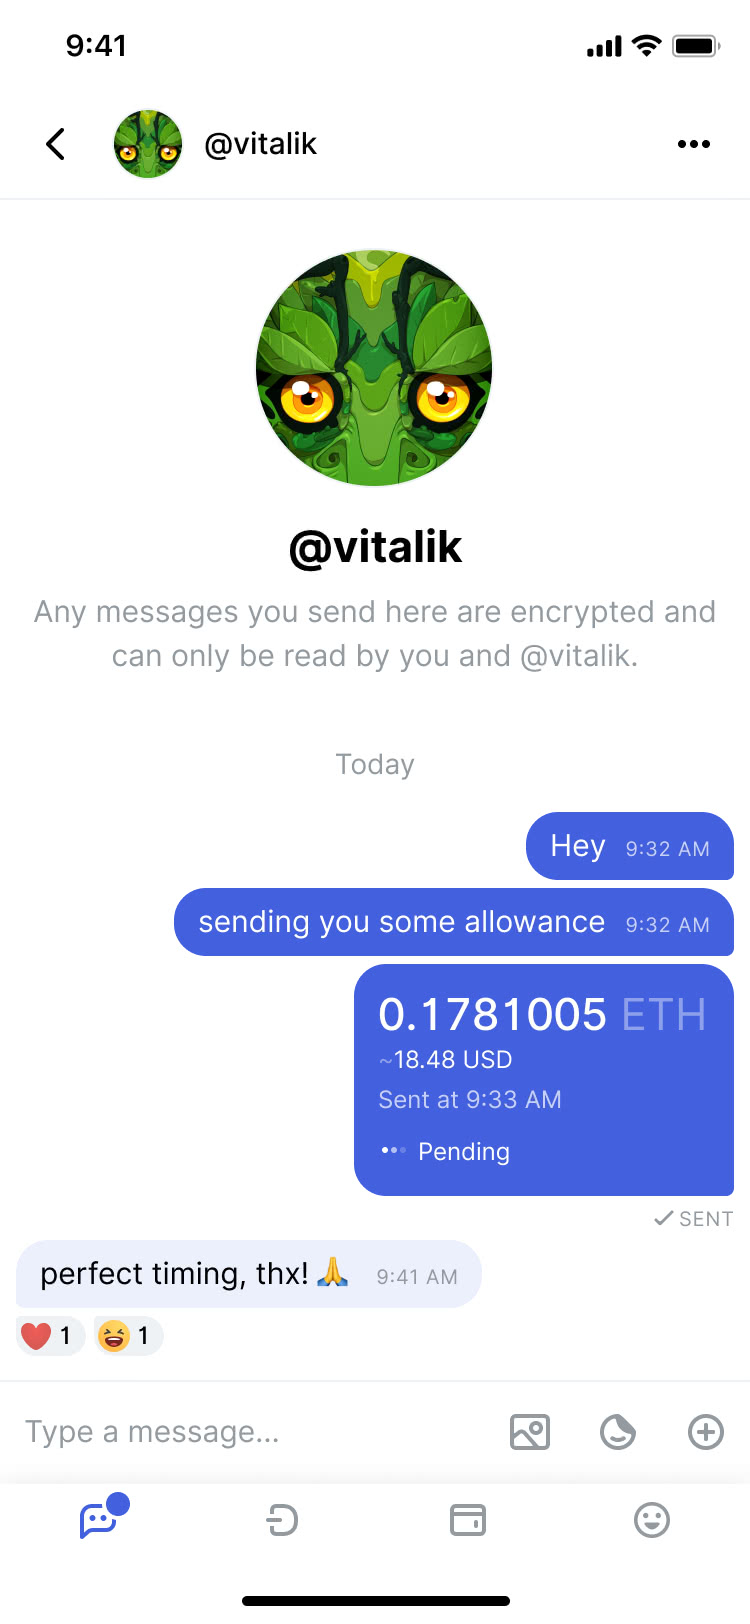 9:41
@vitalik
@vitalik
Any messages you send here are encrypted and
can only be read by you and @vitalik.
Today
Hey 9:32 AM
sending you some allowance 9:32 AM
0.1781005 ETH
~18.48 USD
Sent at 9:33 AM
Pending
SENT
perfect timing, thx!🙏 9:41 AM
❤️ 1 😆 1
Type a message...